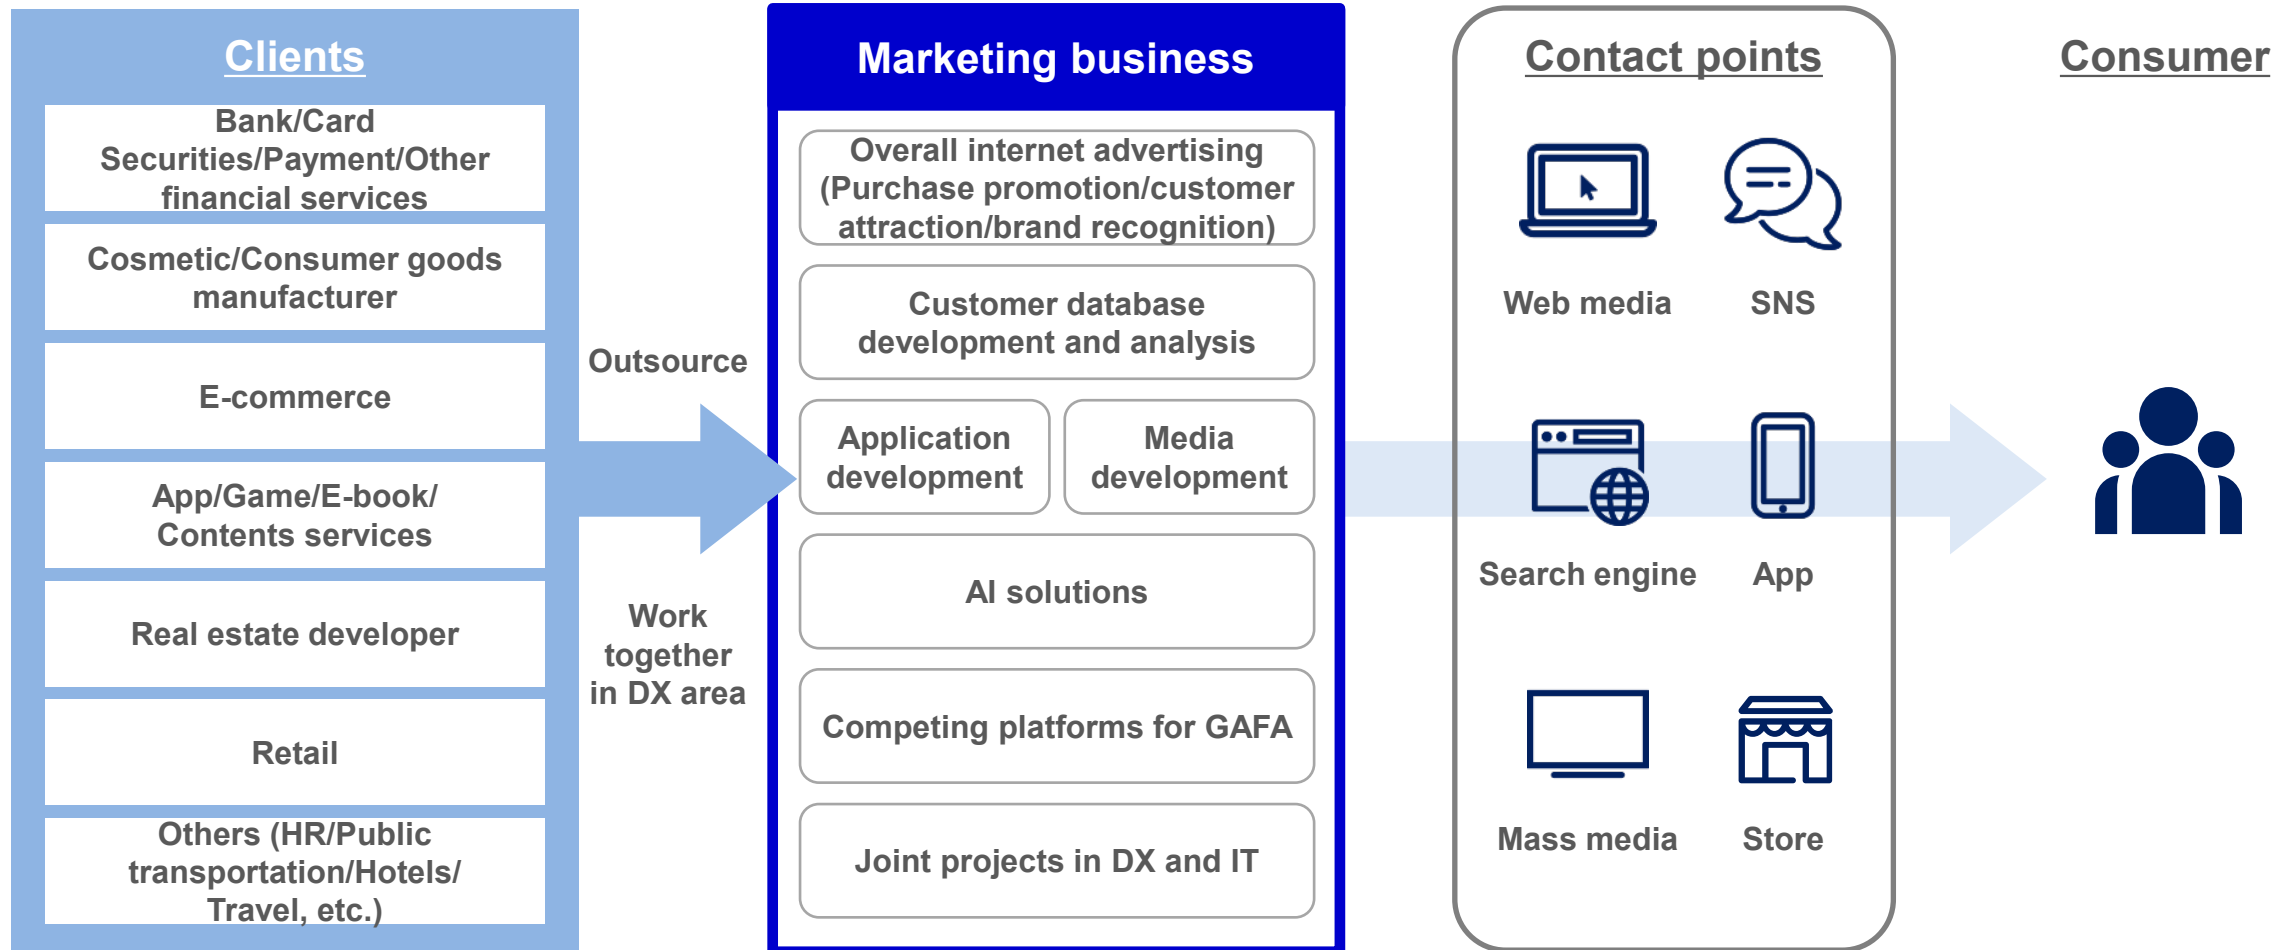 Clients
Bank/Card
Securities/Payment/Other
financial services
Cosmetic/Consumer goods
manufacturer
E-commerce
App/Game/E-book/
Contents services
Real estate developer
Retail
Others (HR/Public
transportation/Hotels/
Travel, etc.)
Outsource
Work
together
in DX area
Marketing business
Overall internet advertising
(Purchase promotion/customer
attraction/brand recognition)
Customer database
development and analysis
Application
development
Media
development
AI solutions
Competing platforms for GAFA
Joint projects in DX and IT
Contact points
Web media
SNS
Search engine
App
Mass media
Store
Consumer